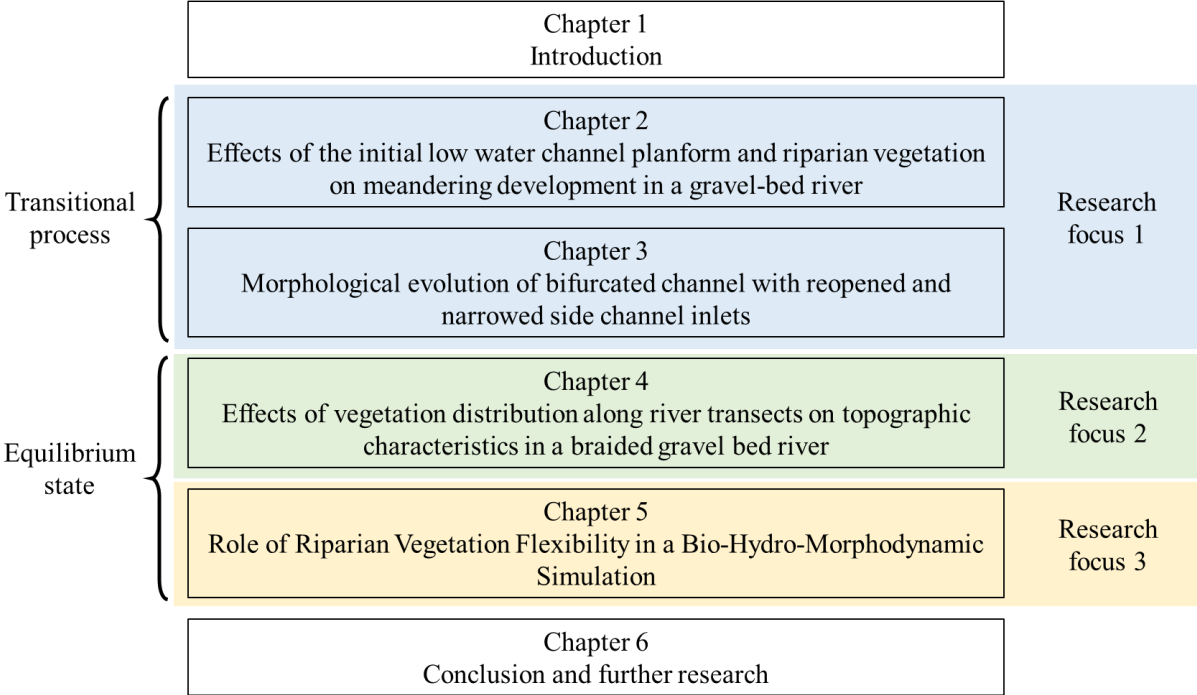 Chapter 1
Introduction
Transitional
process
Chapter 2
Effects of the initial low water channel planform and riparian vegetation
on meandering development in a gravel-bed river
Chapter 3
Morphological evolution of bifurcated channel with reopened and
narrowed side channel inlets
Research
focus 1
Equilibrium
state
Chapter 4
Effects of vegetation distribution along river transects on topographic
characteristics in a braided gravel bed river
Research
focus 2
Chapter 5
Role of Riparian Vegetation Flexibility in a Bio-Hydro-Morphodynamic
Simulation
Research
focus 3
Chapter 6
Conclusion and further research